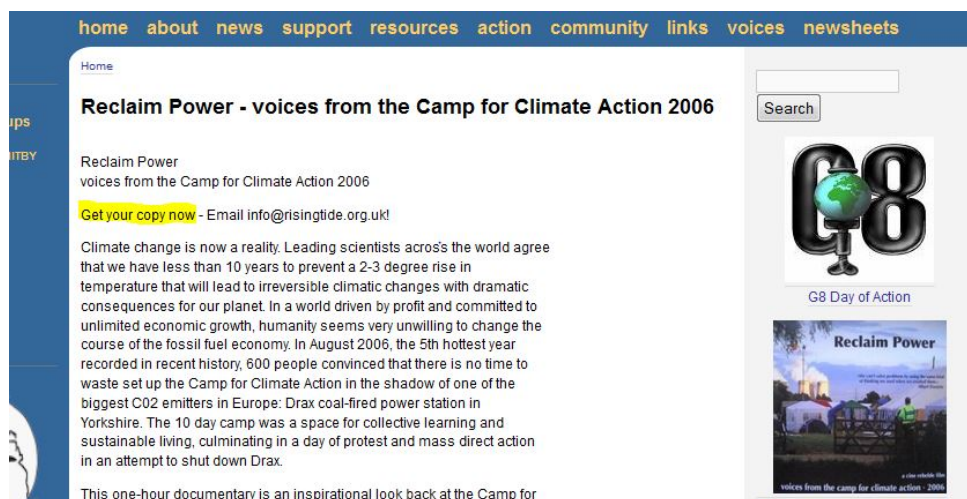 home about news support resources action community links voices newsheets
Home
Reclaim Power - voices from the Camp for Climate Action 2006
ups
HITBY
Reclaim Power
voices from the Camp for Climate Action 2006
Get your copy now - Email info@risingtide.org.uk!
Climate change is now a reality. Leading scientists acros's the world agree
that we have less than 10 years to prevent a 2-3 degree rise in
temperature that will lead to irreversible climatic changes with dramatic
consequences for our planet. In a world driven by profit and committed to
unlimited economic growth, humanity seems very unwilling to change the
course of the fossil fuel economy. In August 2006, the 5th hottest year
recorded in recent history, 600 people convinced that there is no time to
waste set up the Camp for Climate Action in the shadow of one of the
biggest C02 emitters in Europe: Drax coal-fired power station in
Yorkshire. The 10 day camp was a space for collective learning and
sustainable living, culminating in a day of protest and mass direct action
in an attempt to shut down Drax.
This one-hour documentary is an inspirational look back at the Camp for
Search
G8
G8 Day of Action
Reclaim Power
voices from the camp for climate action - 2006